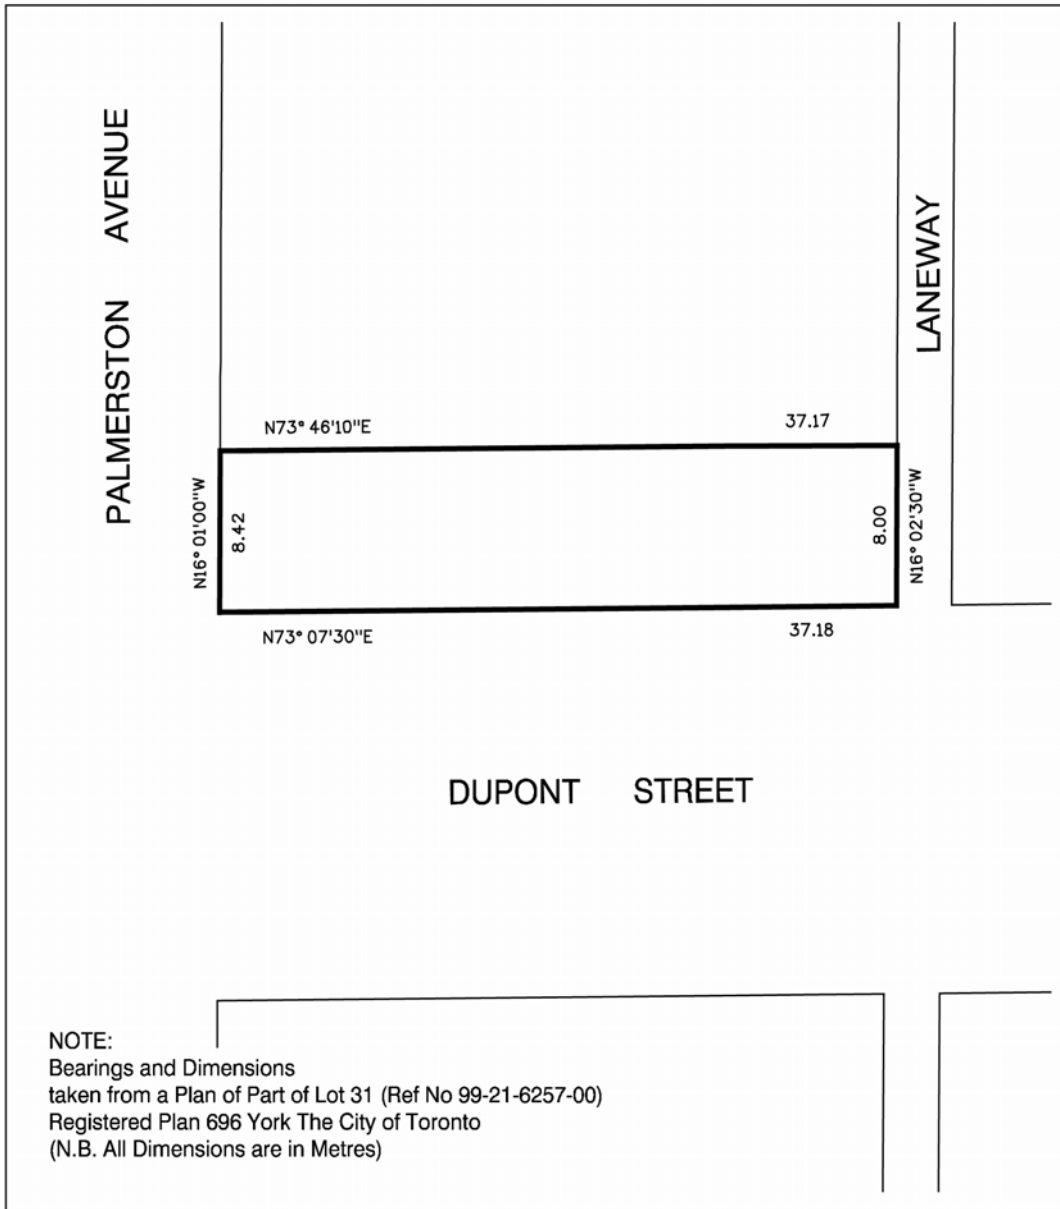 PALMERSTON AVENUE
LANEWAY
N73° 46'10"E
37.17
N16° 01'00"W
8.42
8.00
N16° 02'30"W
N73° 07'30"E
37.18
DUPONT STREET
NOTE:
Bearings and Dimensions
taken from a Plan of Part of Lot 31 (Ref No 99-21-6257-00)
Registered Plan 696 York The City of Toronto
(N.B. All Dimensions are in Metres)